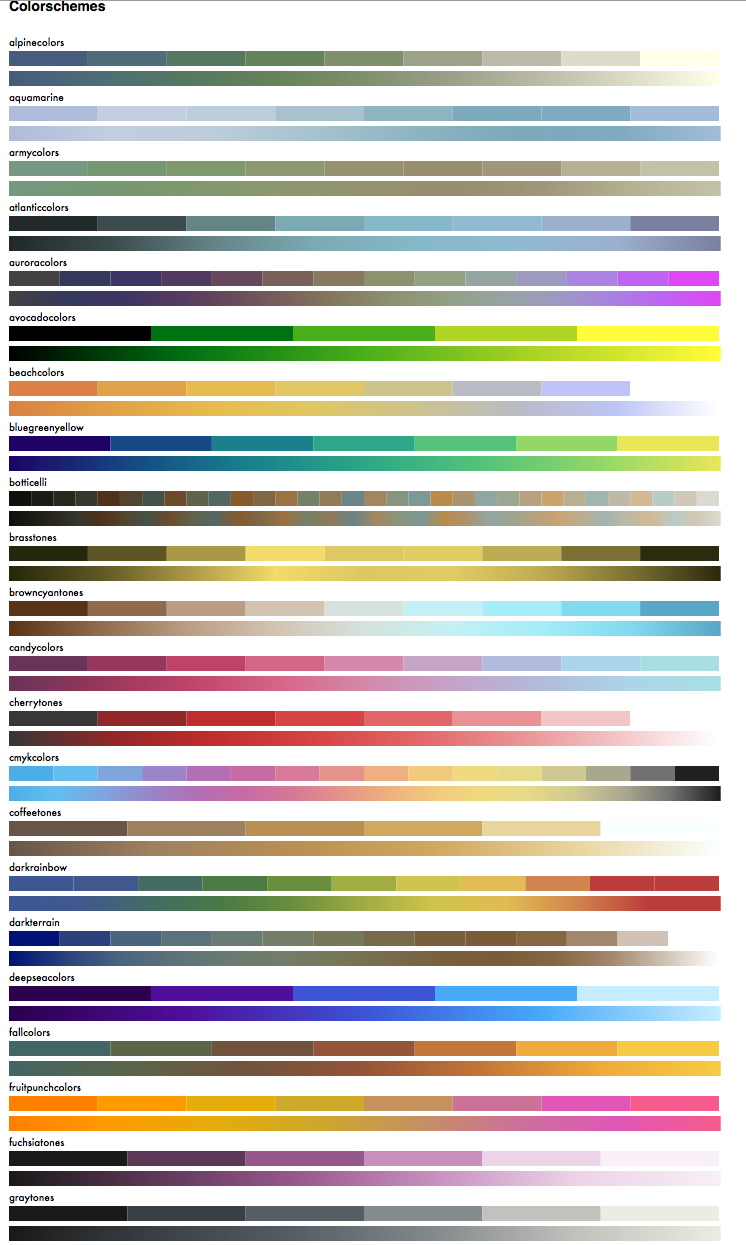 Colorschemes
alpinecolors
aquamarine
armycolors
atlanticcolors
auroracolors
avocadocolors
beachcolors
bluegreenyellow
botticelli
brasstones
browncyantones
candycolors
cherrytones
cmykcolors
coffeetones
darkrainbow
darkterrain
deepseacolors
fallcolors
fruitpunchcolors
fuchsiatones
graytones